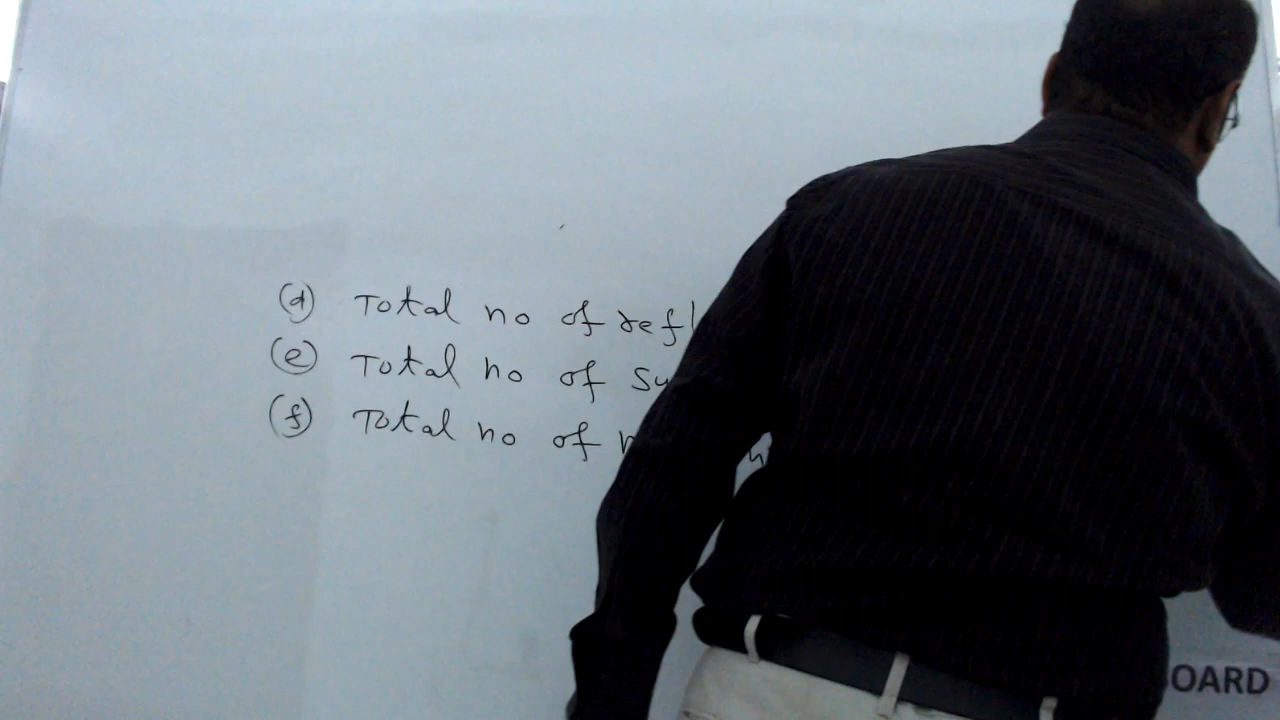 (d) Total no of refl
(e) Total no of su
(f) Total no of
OARD